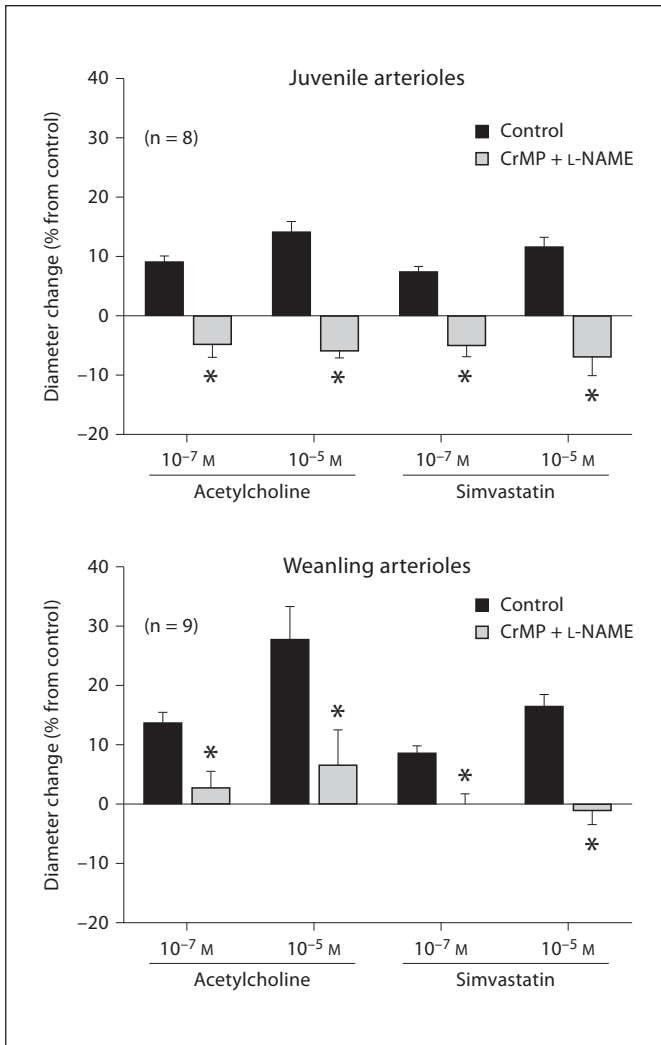 Juvenile arterioles
Diameter change (% from control)
40
30
20
10
0
–10
–20
(n = 8)
Control
CrMP + L-NAME
*
*
*
*
10⁻⁷ M
10⁻⁵ M
10⁻⁷ M
10⁻⁵ M
Acetylcholine
Simvastatin
Weanling arterioles
Diameter change (% from control)
40
30
20
10
0
–10
–20
(n = 9)
Control
CrMP + L-NAME
*
*
*
*
10⁻⁷ M
10⁻⁵ M
10⁻⁷ M
10⁻⁵ M
Acetylcholine
Simvastatin